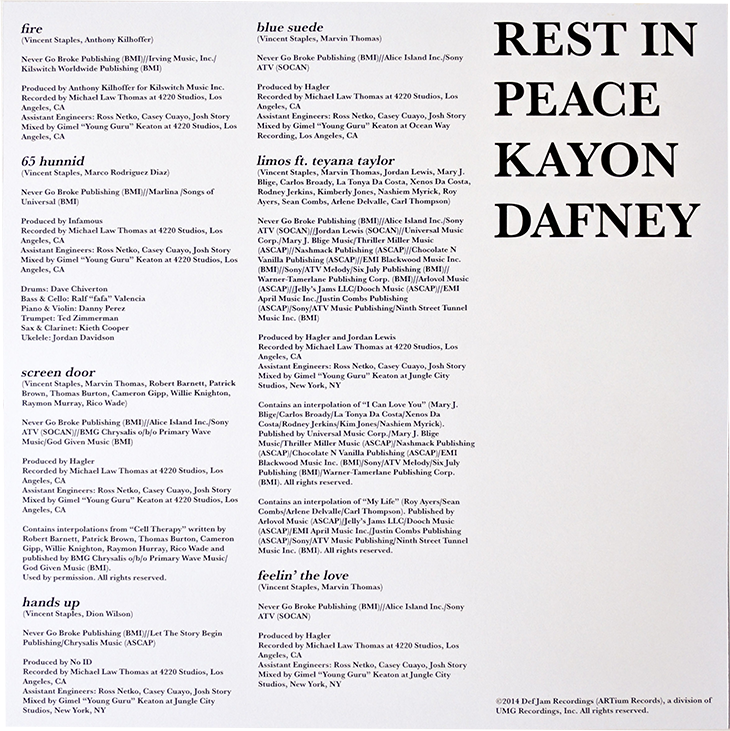 fire
(Vincent Staples, Anthony Kilhoffer)
Never Go Broke Publishing (BMI)//Irving Music, Inc./
Kilswitch Worldwide Publishing (BMI)
Produced by Anthony Kilhoffer for Kilswitch Music Inc.
Recorded by Michael Law Thomas at 4220 Studios, Los
Angeles, CA
Assistant Engineers: Ross Netko, Casey Cuayo, Josh Story
Mixed by Gimel “Young Guru” Keaton at 4220 Studios, Los
Angeles, CA
65 hunnid
(Vincent Staples, Marco Rodriguez Diaz)
Never Go Broke Publishing (BMI)//Marlina /Songs of
Universal (BMI)
Produced by Infamous
Recorded by Michael Law Thomas at 4220 Studios, Los
Angeles, CA
Assistant Engineers: Ross Netko, Casey Cuayo, Josh Story
Mixed by Gimel “Young Guru” Keaton at 4220 Studios, Los
Angeles, CA
Drums: Dave Chiverton
Bass & Cello: Ralf “fafa” Valencia
Piano & Violin: Danny Perez
Trumpet: Ted Zimmerman
Sax & Clarinet: Kieth Cooper
Ukelele: Jordan Davidson
screen door
(Vincent Staples, Marvin Thomas, Robert Barnett, Patrick
Brown, Thomas Burton, Cameron Gipp, Willie Knighton,
Raymon Murray, Rico Wade)
Never Go Broke Publishing (BMI)//Alice Island Inc./Sony
ATV (SOCAN)//BMG Chrysalis o/b/o Primary Wave
Music/God Given Music (BMI)
Produced by Hagler
Recorded by Michael Law Thomas at 4220 Studios, Los
Angeles, CA
Assistant Engineers: Ross Netko, Casey Cuayo, Josh Story
Mixed by Gimel “Young Guru” Keaton at 4220 Studios, Los
Angeles, CA
Contains interpolations from “Cell Therapy” written by
Robert Barnett, Patrick Brown, Thomas Burton, Cameron
Gipp, Willie Knighton, Raymon Hurray, Rico Wade and
published by BMG Chrysalis o/b/o Primary Wave Music/
God Given Music (BMI).
Used by permission. All rights reserved.
hands up
(Vincent Staples, Dion Wilson)
Never Go Broke Publishing (BMI)//Let The Story Begin
Publishing/Chrysalis Music (ASCAP)
Produced by No ID
Recorded by Michael Law Thomas at 4220 Studios, Los
Angeles, CA
Assistant Engineers: Ross Netko, Casey Cuayo, Josh Story
Mixed by Gimel “Young Guru” Keaton at Jungle City
Studios, New York, NY
blue suede
(Vincent Staples, Marvin Thomas)
Never Go Broke Publishing (BMI)//Alice Island Inc./Sony
ATV (SOCAN)
Produced by Hagler
Recorded by Michael Law Thomas at 4220 Studios, Los
Angeles, CA
Assistant Engineers: Ross Netko, Casey Cuayo, Josh Story
Mixed by Gimel “Young Guru” Keaton at Ocean Way
Recording, Los Angeles, CA
limos ft. teyana taylor
(Vincent Staples, Marvin Thomas, Jordan Lewis, Mary J.
Blige, Carlos Broady, La Tonya Da Costa, Xenos Da Costa,
Rodney Jerkins, Kimberly Jones, Nashiem Myrick, Roy
Ayers, Sean Combs, Arlene Delvalle, Carl Thompson)
Never Go Broke Publishing (BMI)//Alice Island Inc./Sony
ATV (SOCAN)//Jordan Lewis (SOCAN)//Universal Music
Corp./Mary J. Blige Music/Thriller Miller Music
(ASCAP)//Nashmack Publishing (ASCAP)//Chocolate N
Vanilla Publishing (ASCAP)//EMI Blackwood Music Inc.
(BMI)//Sony/ATV Melody/Six July Publishing (BMI)//
Warner-Tamerlane Publishing Corp. (BMI)//Arlovol Music
(ASCAP)//Jelly’s Jams LLC/Dooch Music (ASCAP)//EMI
April Music Inc./Justin Combs Publishing
(ASCAP)/Sony/ATV Music Publishing/Ninth Street Tunnel
Music Inc. (BMI)
Produced by Hagler and Jordan Lewis
Recorded by Michael Law Thomas at 4220 Studios, Los
Angeles, CA
Assistant Engineers: Ross Netko, Casey Cuayo, Josh Story
Mixed by Gimel “Young Guru” Keaton at Jungle City
Studios, New York, NY
Contains an interpolation of “I Can Love You” (Mary J.
Blige/Carlos Broady/La Tonya Da Costa/Xenos Da
Costa/Rodney Jerkins/Kim Jones/Nashiem Myrick).
Published by Universal Music Corp./Mary J. Blige
Music/Thriller Miller Music (ASCAP)/Nashmack Publishing
(ASCAP)/Chocolate N Vanilla Publishing (ASCAP)/EMI
Blackwood Music Inc. (BMI)/Sony/ATV Melody/Six July
Publishing (BMI)/Warner-Tamerlane Publishing Corp.
(BMI). All rights reserved.
Contains an interpolation of “My Life” (Roy Ayers/Sean
Combs/Arlene Delvalle/Carl Thompson). Published by
Arlovol Music (ASCAP)/Jelly’s Jams LLC/Dooch Music
(ASCAP)/EMI April Music Inc./Justin Combs Publishing
(ASCAP)/Sony/ATV Music Publishing/Ninth Street Tunnel
Music Inc. (BMI). All rights reserved.
feelin’ the love
(Vincent Staples, Marvin Thomas)
Never Go Broke Publishing (BMI)//Alice Island Inc./Sony
ATV (SOCAN)
Produced by Hagler
Recorded by Michael Law Thomas at 4220 Studios, Los
Angeles, CA
Assistant Engineers: Ross Netko, Casey Cuayo, Josh Story
Mixed by Gimel “Young Guru” Keaton at Jungle City
Studios, New York, NY
REST IN
PEACE
KAYON
DAFNEY
©2014 Def Jam Recordings (ARTium Records), a division of
UMG Recordings, Inc. All rights reserved.